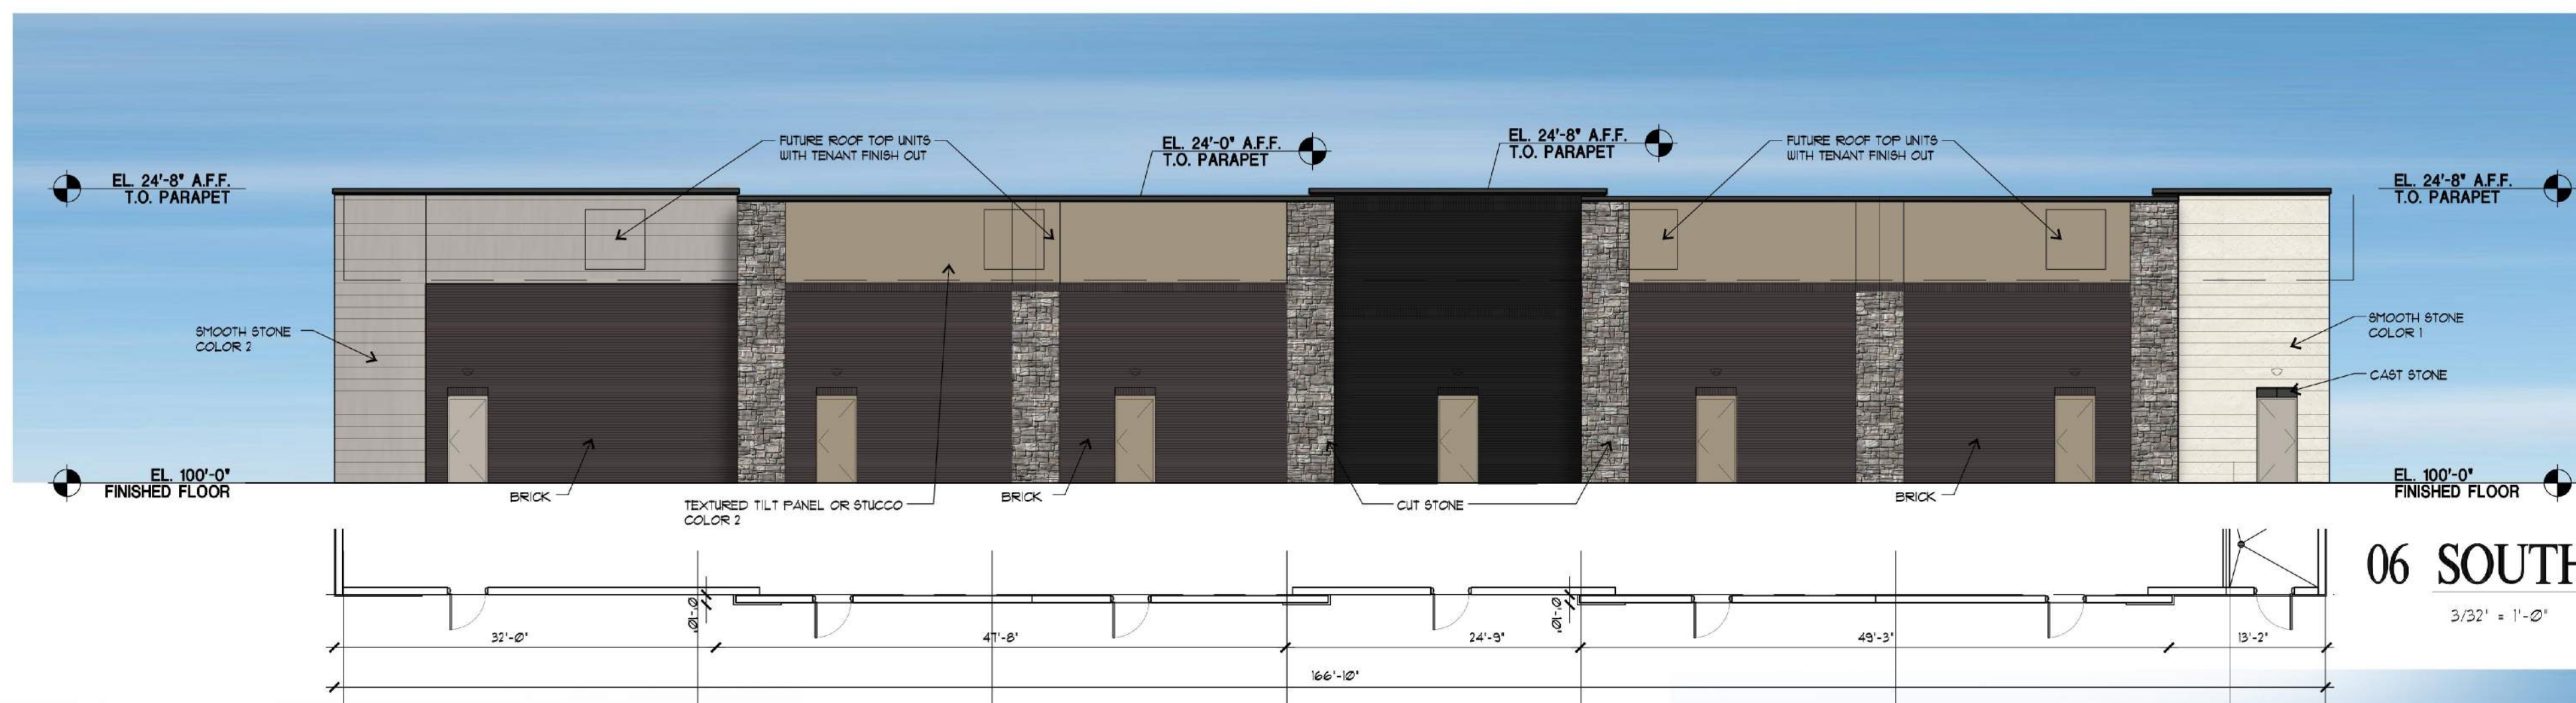 FUTURE ROOF TOP UNITS
WITH TENANT FINISH OUT
EL. 24'-0" A.F.F.
T.O. PARAPET
EL. 24'-8" A.F.F.
T.O. PARAPET
FUTURE ROOF TOP UNITS
WITH TENANT FINISH OUT
EL. 24'-8" A.F.F.
T.O. PARAPET
EL. 24'-8" A.F.F.
T.O. PARAPET
SMOOTH STONE
COLOR 2
SMOOTH STONE
COLOR 1
CAST STONE
EL. 100'-0"
FINISHED FLOOR
BRICK
TEXTURED TILT PANEL OR STUCCO
COLOR 2
BRICK
CUT STONE
BRICK
EL. 100'-0"
FINISHED FLOOR
06 SOUTH
3/32" = 1'-0"
0'-10"
0'-10"
32'-0"
47'-8"
24'-9"
49'-3"
13'-2"
166'-10"